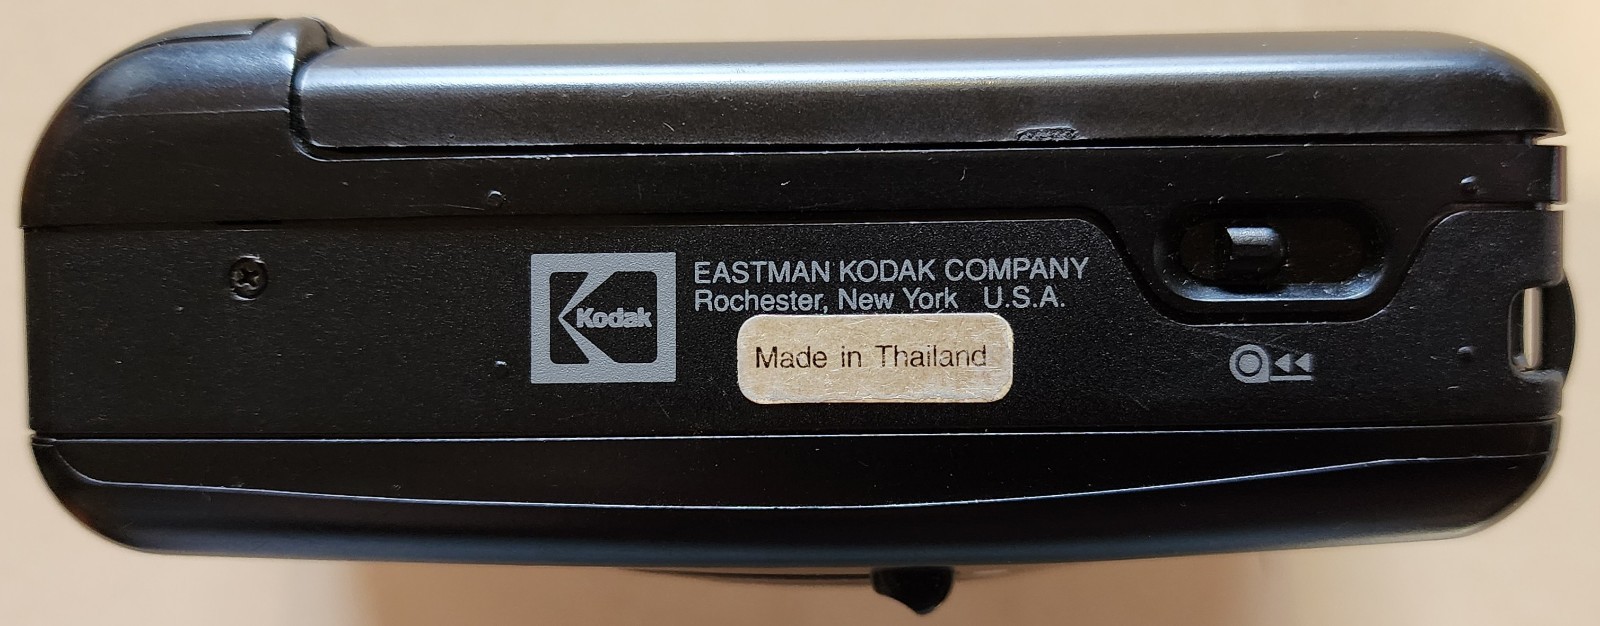 Kodak
EASTMAN KODAK COMPANY
Rochester, New York U.S.A.
Made in Thailand